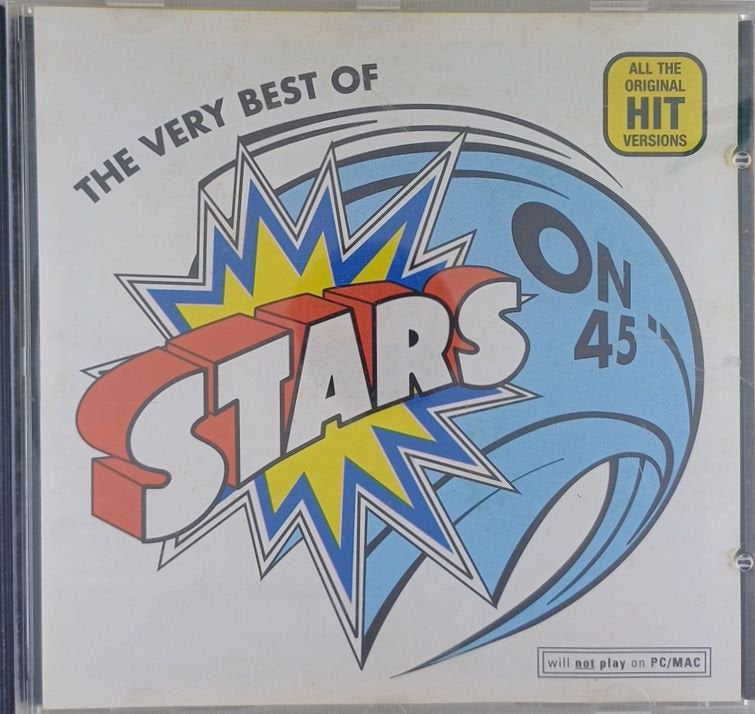 THE VERY BEST OF
ALL THE
ORIGINAL
HIT
VERSIONS
STARS
ON
45"
will not play on PC/MAC